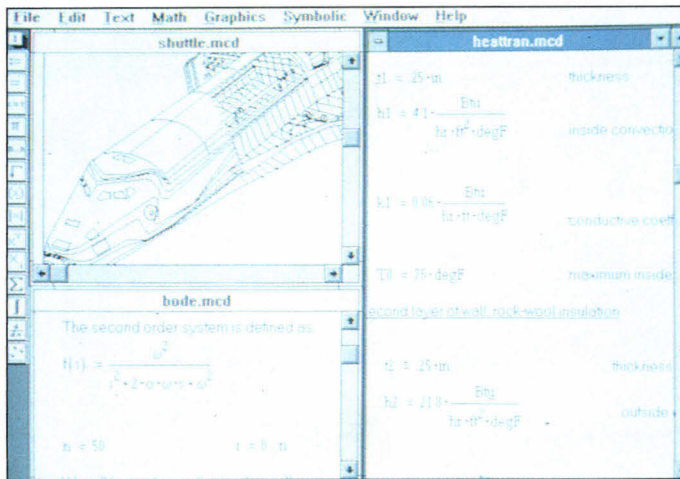 File Edit Text Math Graphics Symbolic Window Help
shuttle.mcd
bode.mcd
The second order system is defined as,
n = 50
heattran.mcd
t1 = .25·in
thickness
h1 = 4.1· Btu
hr·ft²·degF
inside convectio
k1 = 0.06· Btu
hr·ft·degF
conductive coeff
= 75·degF
maximum inside
econd layer of wall: rock-wool insulation
t2 = .25·in
thickness
h2 = 21.8· Btu
hr·ft²·degF
outside